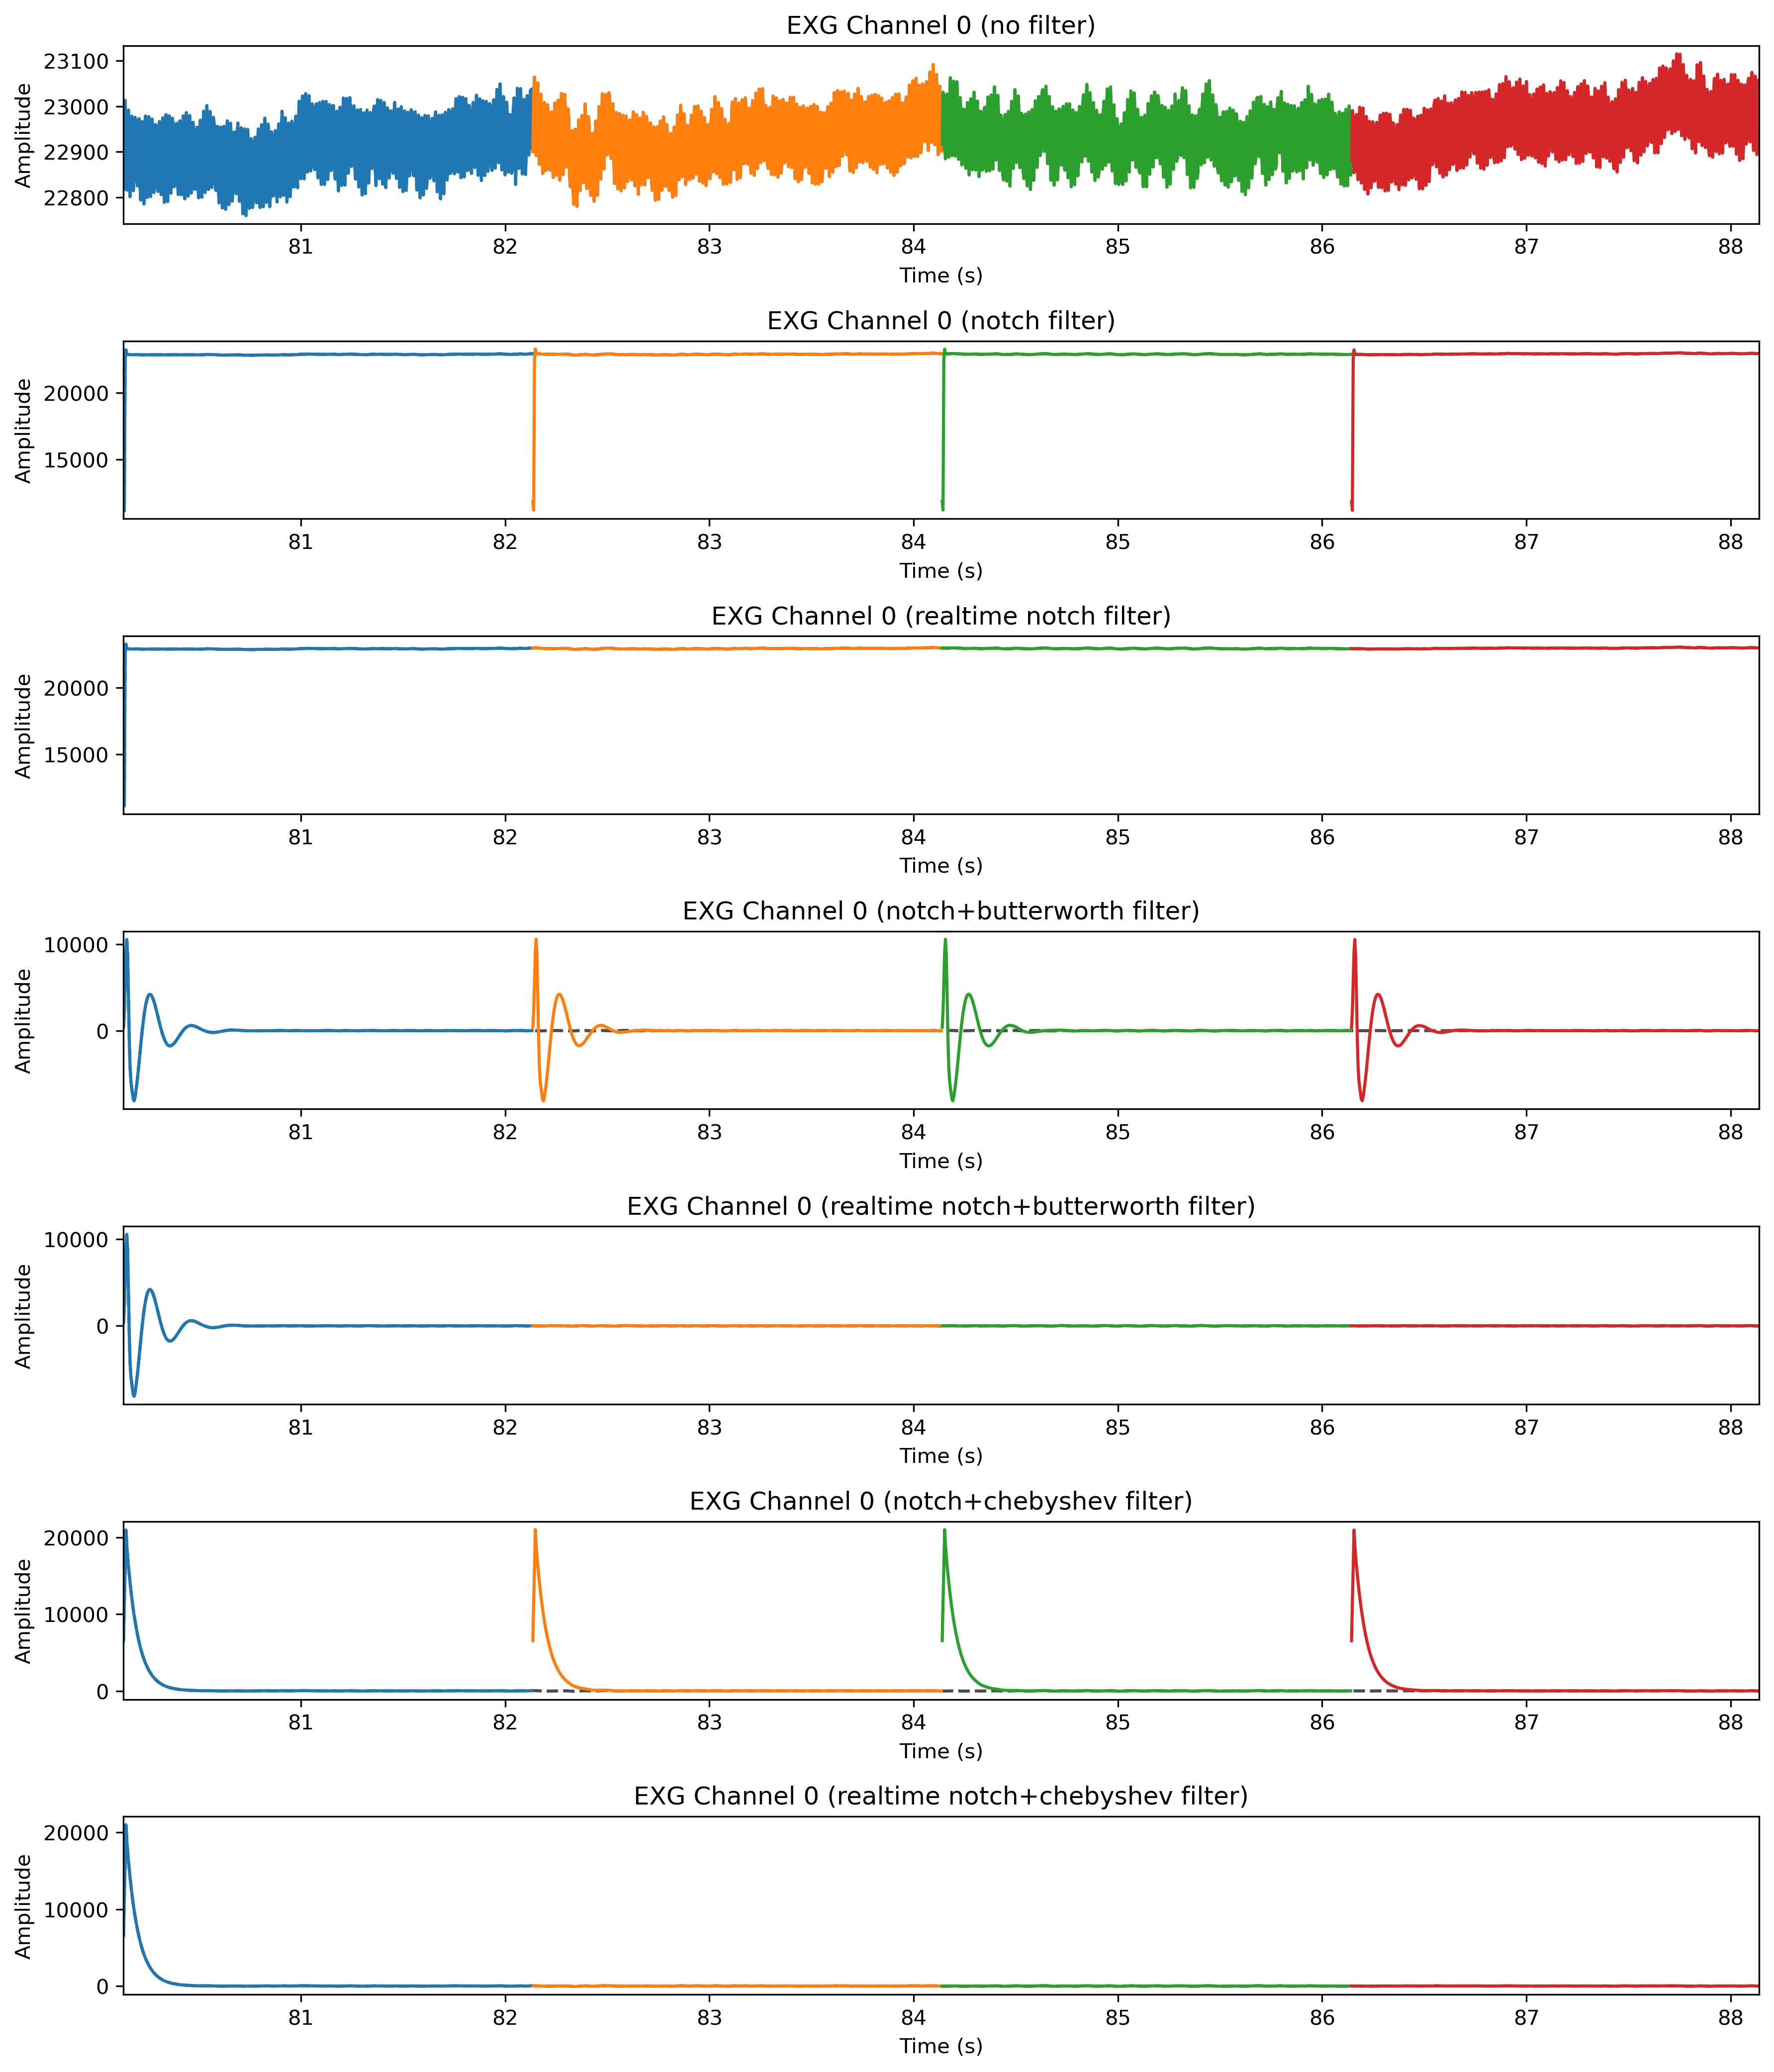 EXG Channel 0 (no filter)
Amplitude
23100
23000
22900
22800
81 82 83 84 85 86 87 88
Time (s)
EXG Channel 0 (notch filter)
Amplitude
20000
15000
81 82 83 84 85 86 87 88
Time (s)
EXG Channel 0 (realtime notch filter)
Amplitude
20000
15000
81 82 83 84 85 86 87 88
Time (s)
EXG Channel 0 (notch+butterworth filter)
Amplitude
10000
0
81 82 83 84 85 86 87 88
Time (s)
EXG Channel 0 (realtime notch+butterworth filter)
Amplitude
10000
0
81 82 83 84 85 86 87 88
Time (s)
EXG Channel 0 (notch+chebyshev filter)
Amplitude
20000
10000
0
81 82 83 84 85 86 87 88
Time (s)
EXG Channel 0 (realtime notch+chebyshev filter)
Amplitude
20000
10000
0
81 82 83 84 85 86 87 88
Time (s)